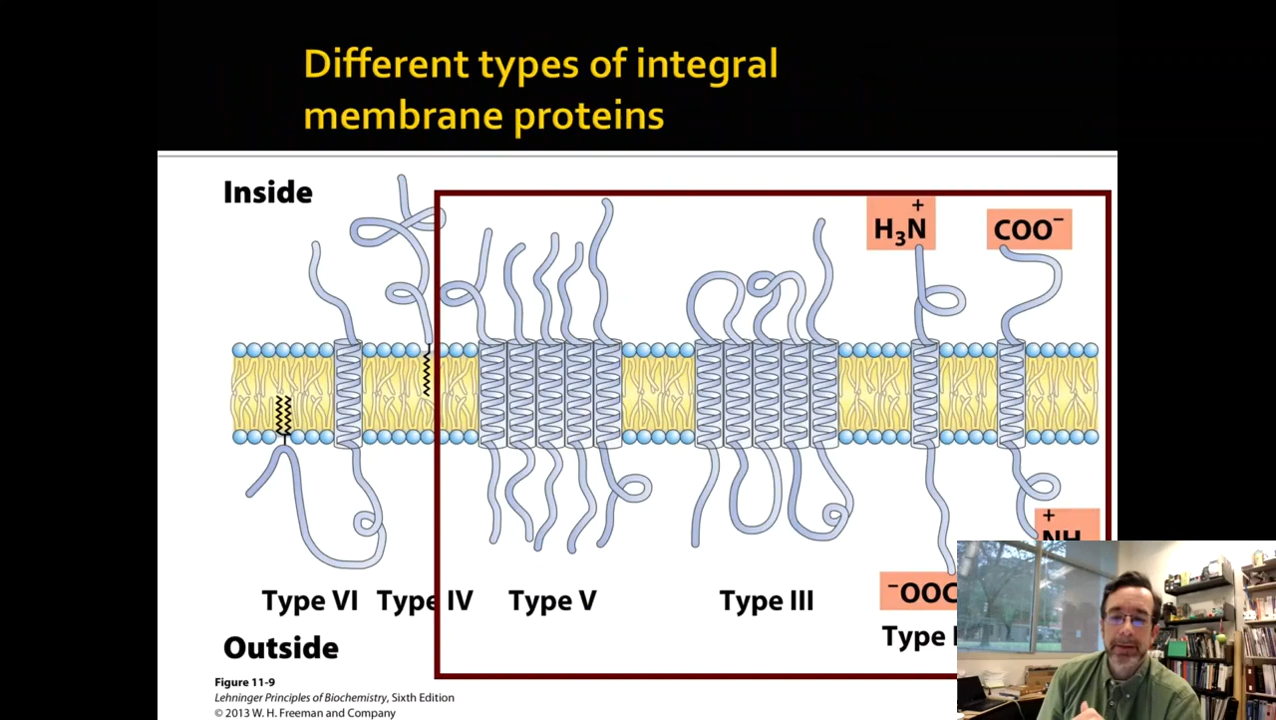 Different types of integral
membrane proteins
Inside
H₃N⁺
COO⁻
⁺
NH
⁻OOC
Type VI
Type IV
Type V
Type III
Type
Outside
Figure 11-9
Lehninger Principles of Biochemistry, Sixth Edition
© 2013 W. H. Freeman and Company